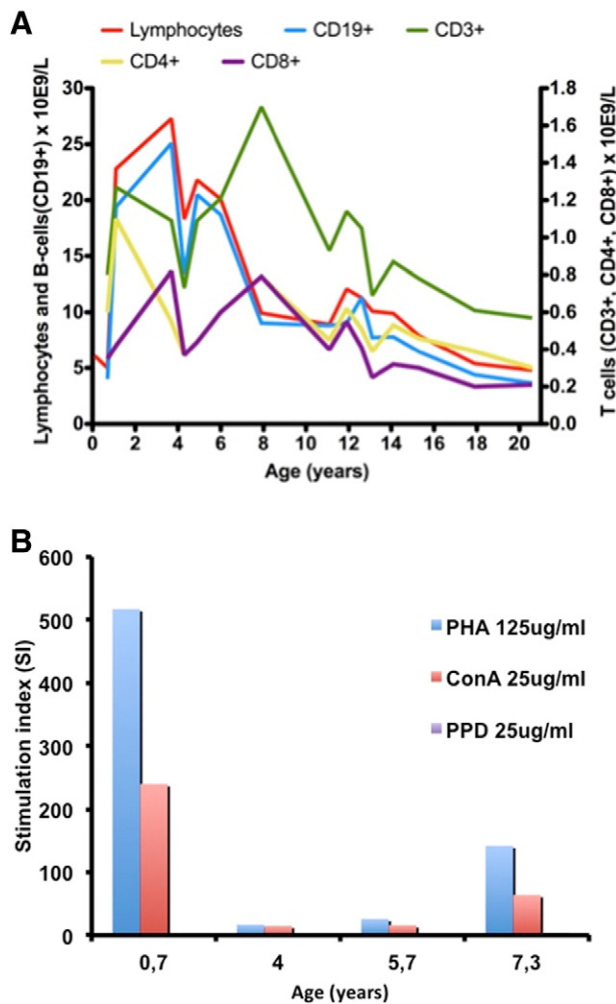 A
Lymphocytes CD19+ CD3+
CD4+ CD8+
Lymphocytes and B-cells(CD19+) x 10E9/L
30
25
20
15
10
5
0
T cells (CD3+, CD4+, CD8+) x 10E9/L
1.8
1.6
1.4
1.2
1.0
0.8
0.6
0.4
0.2
0.0
0 2 4 6 8 10 12 14 16 18 20
Age (years)
B
Stimulation index (SI)
600
500
400
300
200
100
0
PHA 125ug/ml
ConA 25ug/ml
PPD 25ug/ml
0,7 4 5,7 7,3
Age (years)